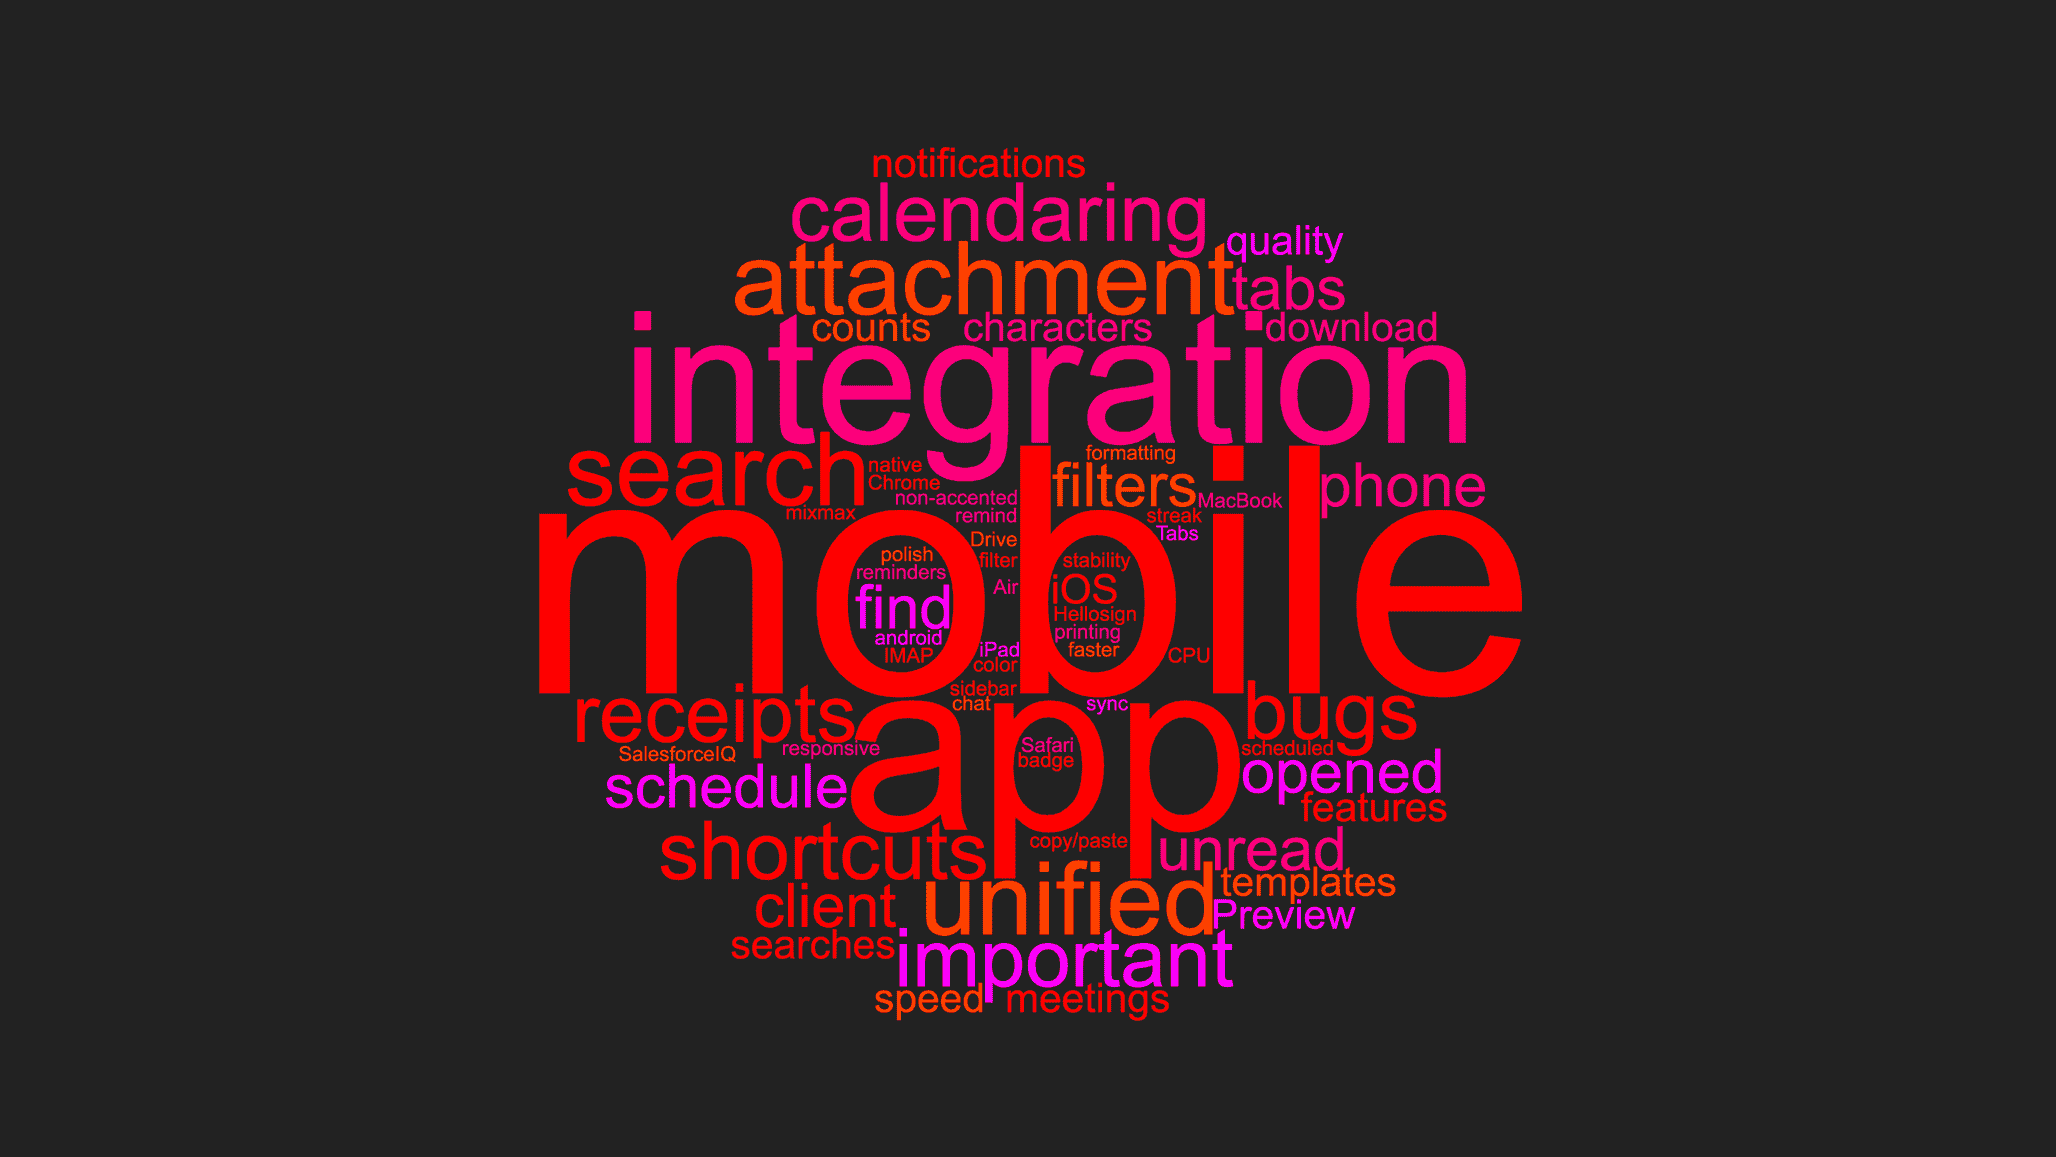 notifications
calendaring
quality
attachment
tabs
counts
characters
download
integration
formatting
search
native
filters
phone
Chrome
non-accented
MacBook
mixmax
remind
streak
mobile
Tabs
Drive
polish
filter
stability
reminders
Air
iOS
find
Hellosign
android
printing
IMAP
iPad
faster
CPU
color
sidebar
chat
sync
receipts
app
bugs
SalesforceIQ
responsive
Safari
scheduled
badge
schedule
opened
features
shortcuts
copy/paste
unread
templates
client
unified
Preview
searches
important
speed
meetings